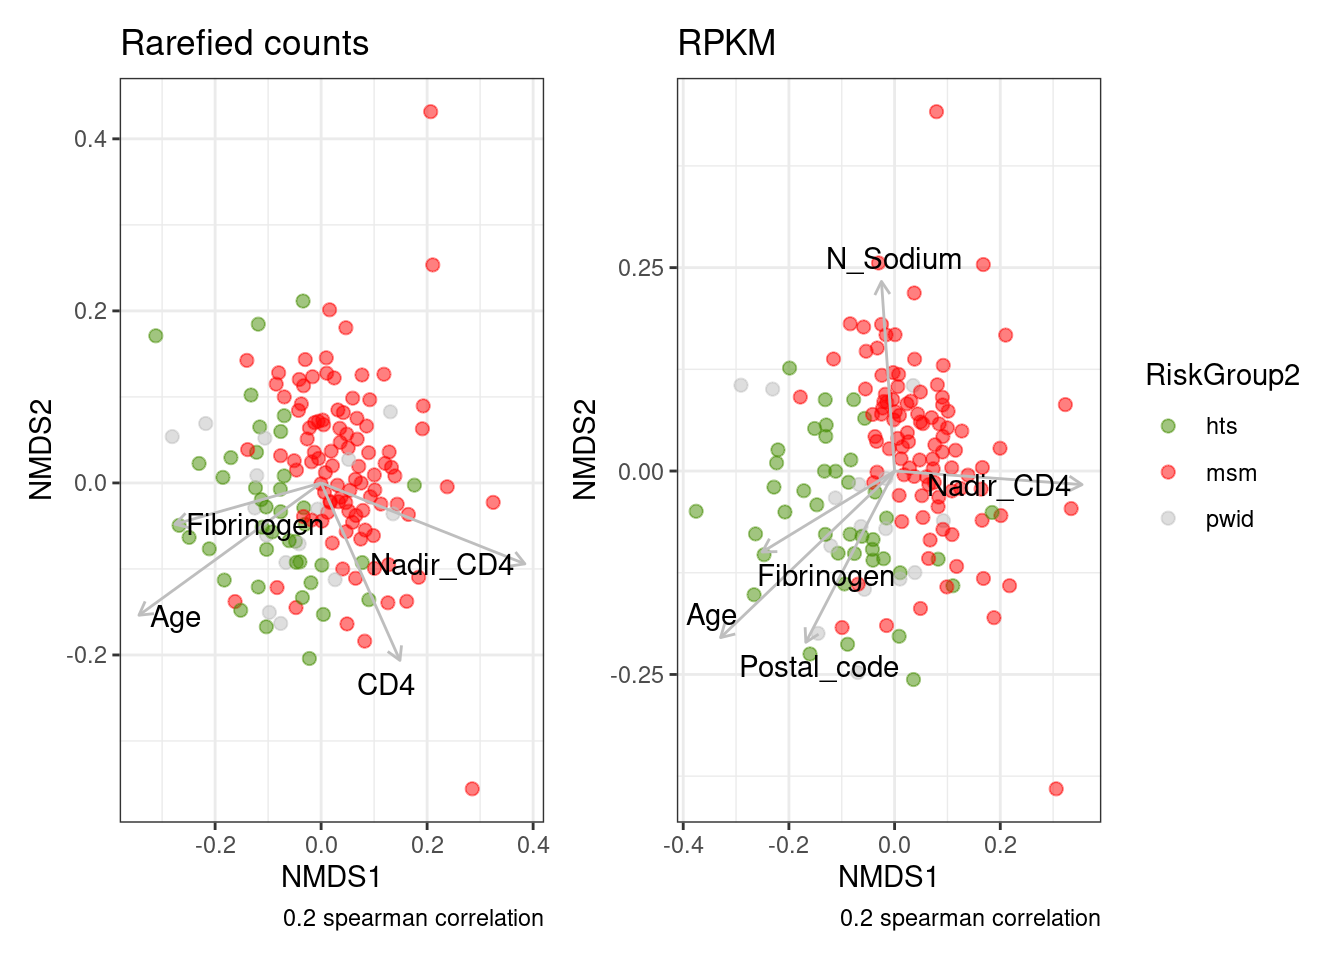 Rarefied counts
NMDS2
0.4
0.2
0.0
-0.2
Fibrinogen
Nadir_CD4
Age
CD4
-0.2 0.0 0.2 0.4
NMDS1
0.2 spearman correlation
RPKM
NMDS2
0.25
0.00
-0.25
N_Sodium
Nadir_CD4
Fibrinogen
Age
Postal_code
-0.4 -0.2 0.0 0.2
NMDS1
0.2 spearman correlation
RiskGroup2
hts
msm
pwid